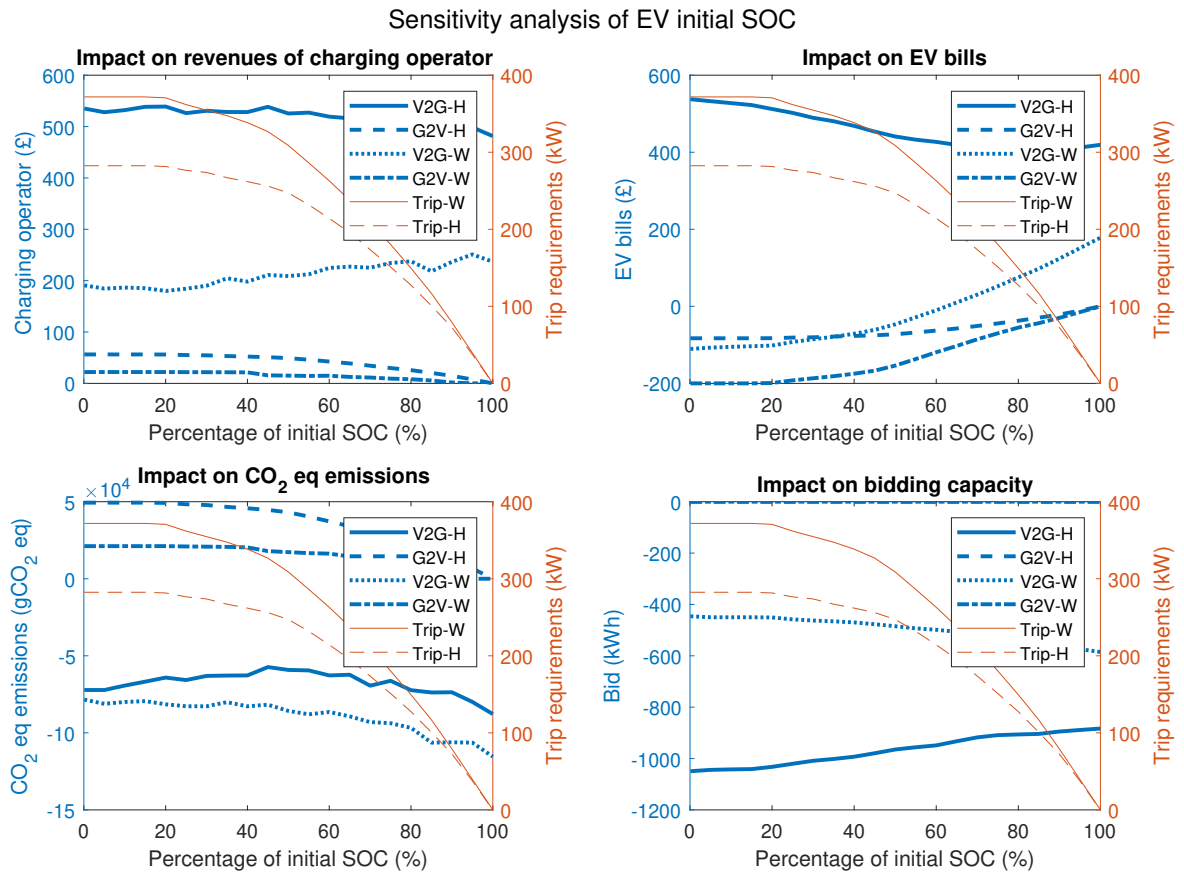 Sensitivity analysis of EV initial SOC
Impact on revenues of charging operator
600
500
400
300
200
100
0
Charging operator (£)
400
300
200
100
0
Trip requirements (kW)
V2G-H
G2V-H
V2G-W
G2V-W
Trip-W
Trip-H
0 20 40 60 80 100
Percentage of initial SOC (%)
Impact on EV bills
600
400
200
0
-200
EV bills (£)
400
300
200
100
0
Trip requirements (kW)
V2G-H
G2V-H
V2G-W
G2V-W
Trip-W
Trip-H
0 20 40 60 80 100
Percentage of initial SOC (%)
Impact on CO₂ eq emissions
×10⁴
5
0
-5
-10
-15
CO₂ eq emissions (gCO₂ eq)
400
300
200
100
0
Trip requirements (kW)
V2G-H
G2V-H
V2G-W
G2V-W
Trip-W
Trip-H
0 20 40 60 80 100
Percentage of initial SOC (%)
Impact on bidding capacity
0
-200
-400
-600
-800
-1000
-1200
Bid (kWh)
400
300
200
100
0
Trip requirements (kW)
V2G-H
G2V-H
V2G-W
G2V-W
Trip-W
Trip-H
0 20 40 60 80 100
Percentage of initial SOC (%)